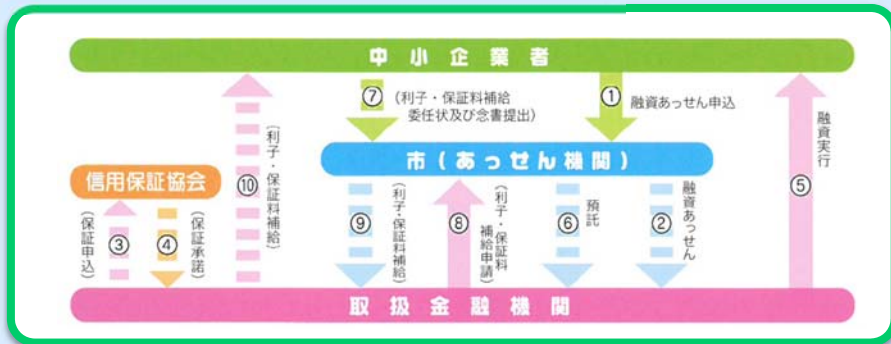 中小企業者
⑦ (利子・保証料補給
委任状及び念書提出)
① 融資あっせん申込
⑤ 融資実行
市(あっせん機関)
信用保証協会
⑩ (利子・保証料補給)
(保証申込) ③
④ (保証承諾)
⑨ (利子・保証料補給)
⑧ (利子・保証料
補給申請)
⑥ 預託
② 融資あっせん
取扱金融機関